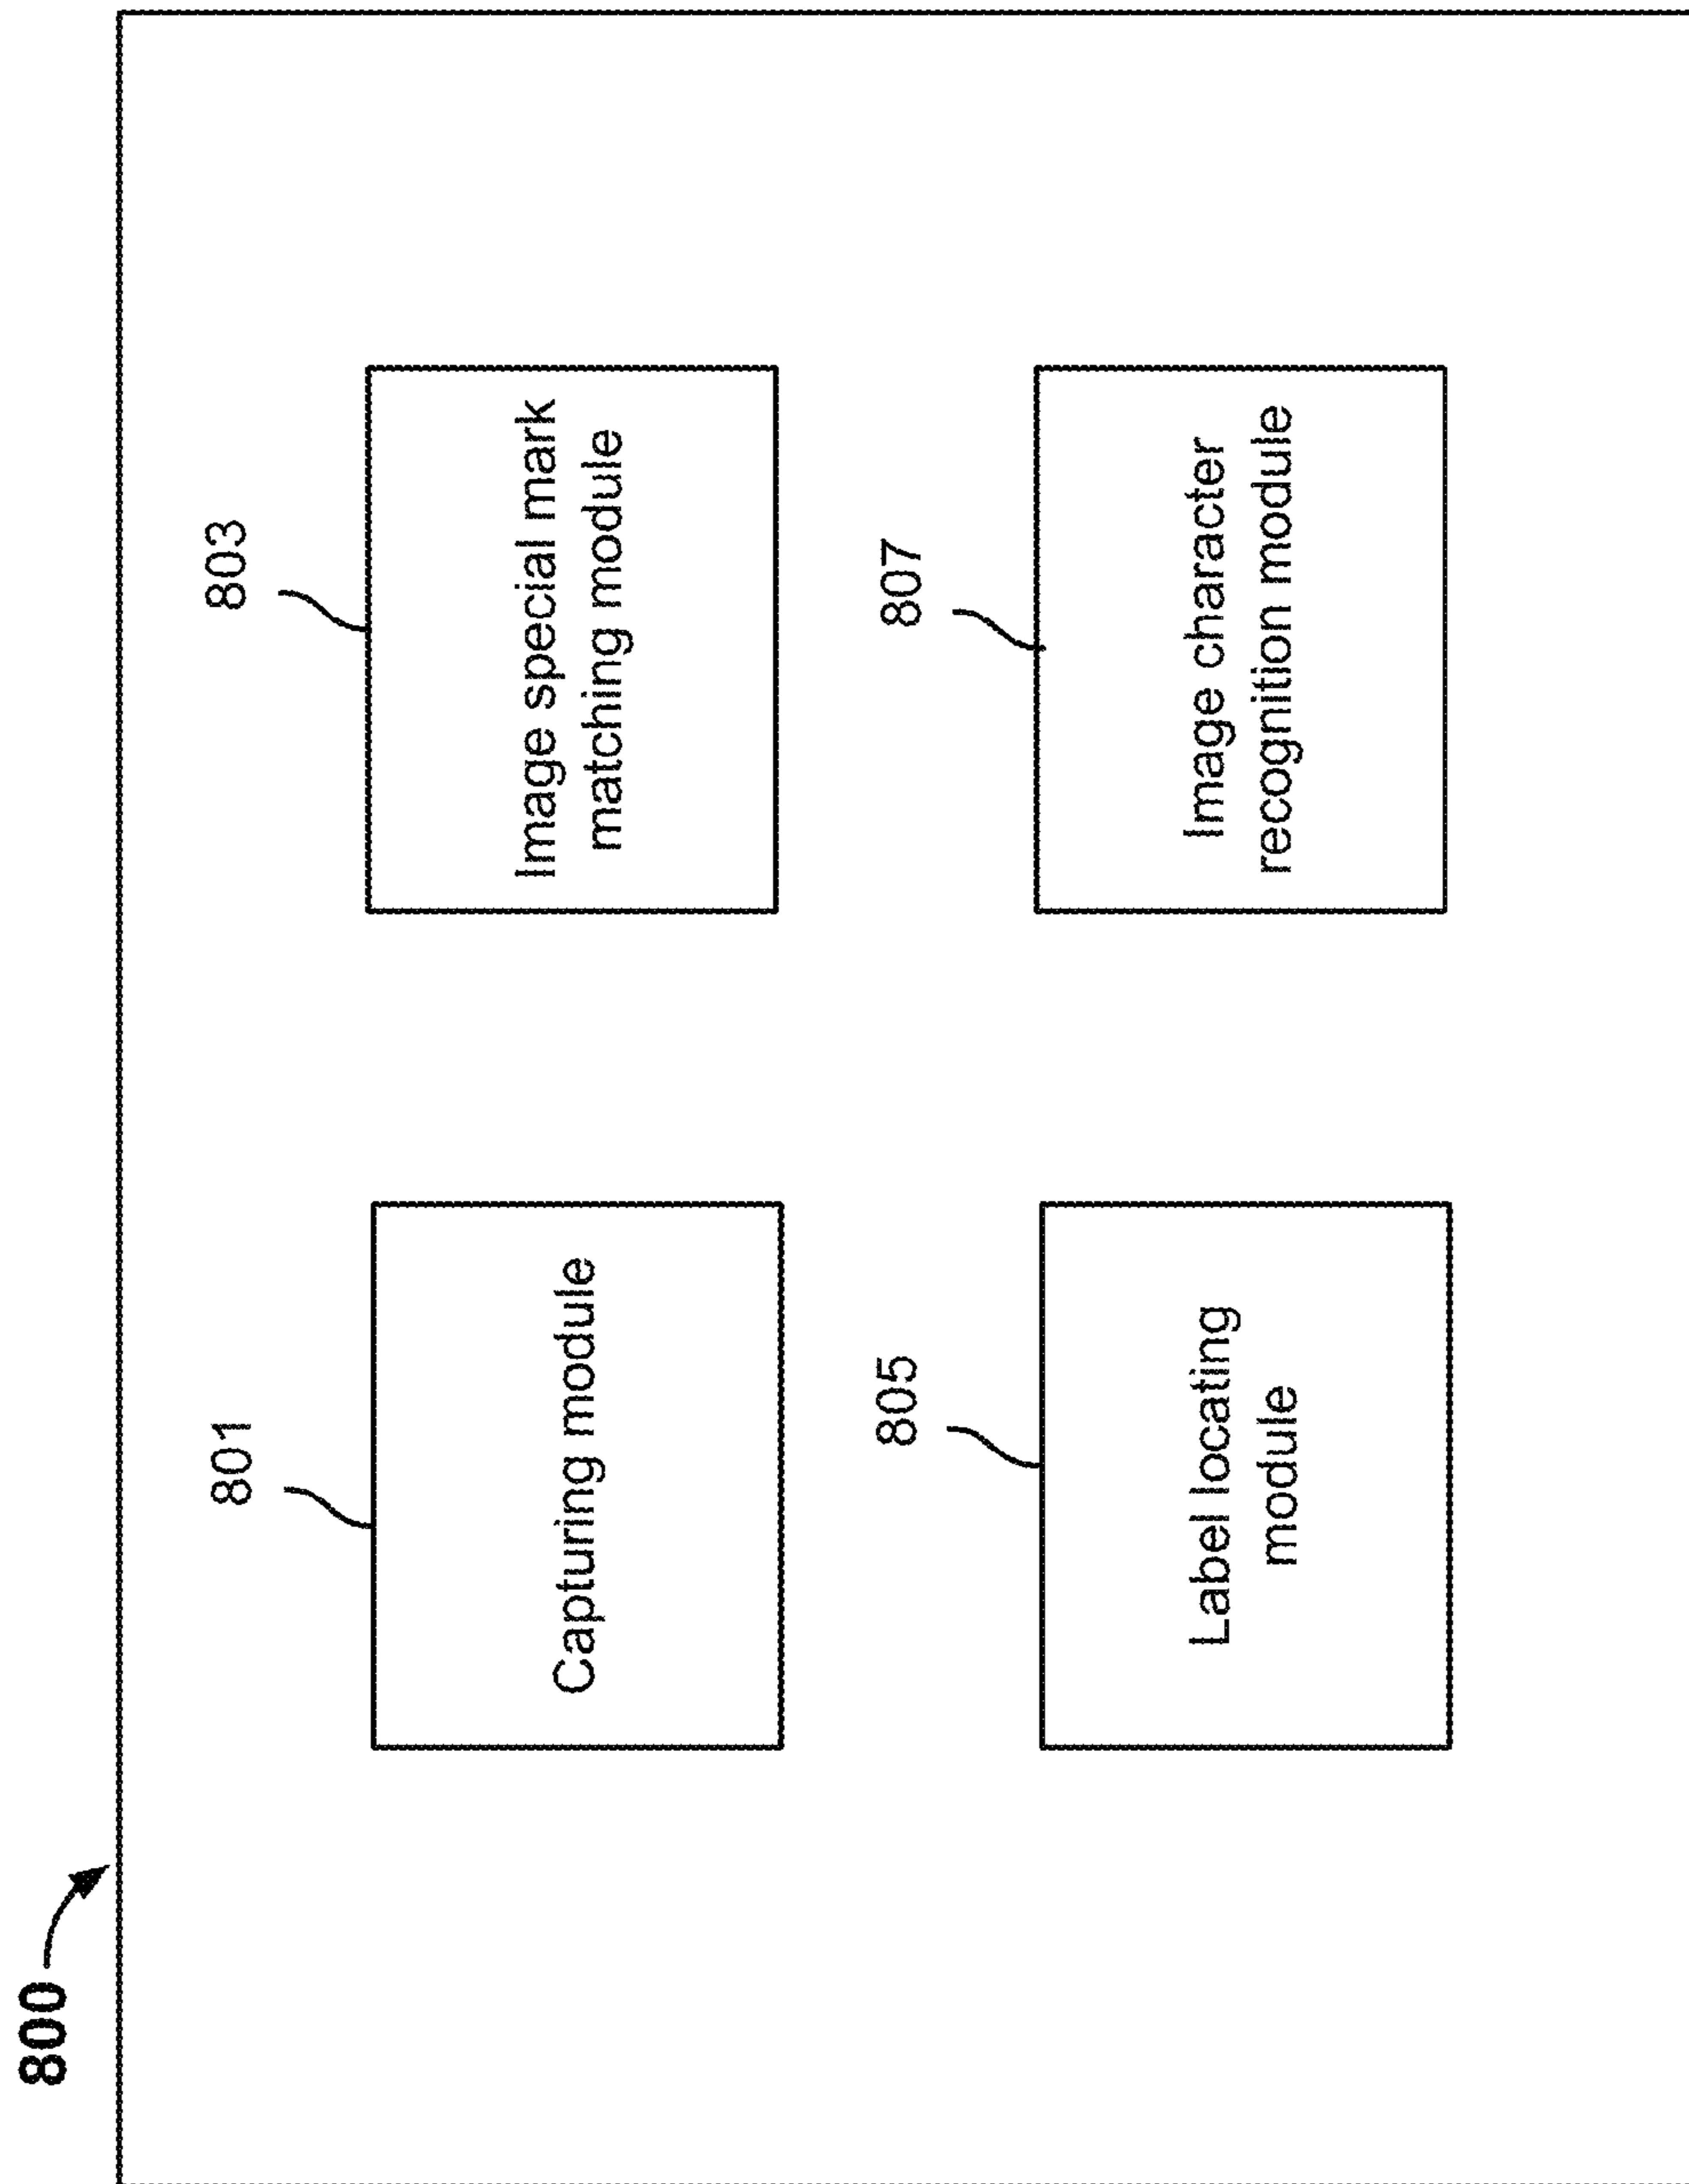 800
801
Capturing module
803
Image special mark
matching module
805
Label locating
module
807
Image character
recognition module